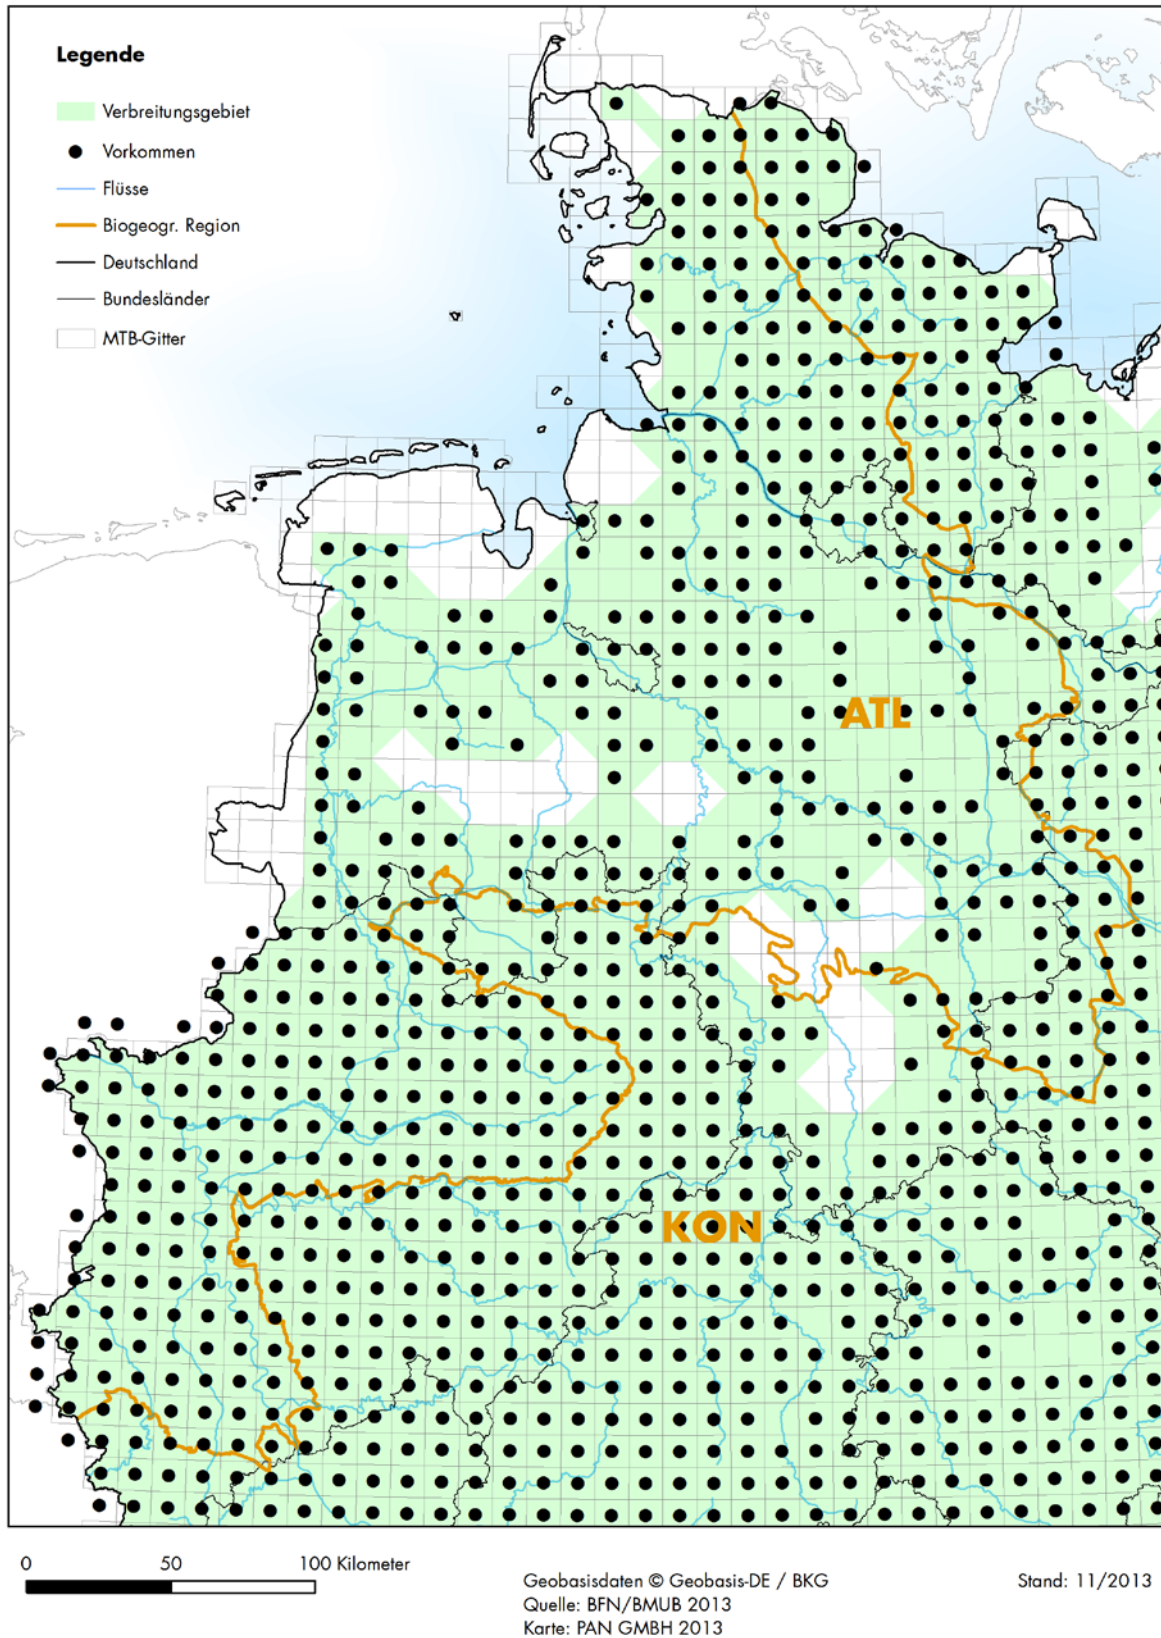 Legende
Verbreitungsgebiet
Vorkommen
Flüsse
Biogeogr. Region
Deutschland
Bundesländer
MTB-Gitter
ATL
KON
0 50 100 Kilometer
Geobasisdaten © Geobasis-DE / BKG
Quelle: BFN/BMUB 2013
Karte: PAN GMBH 2013
Stand: 11/2013